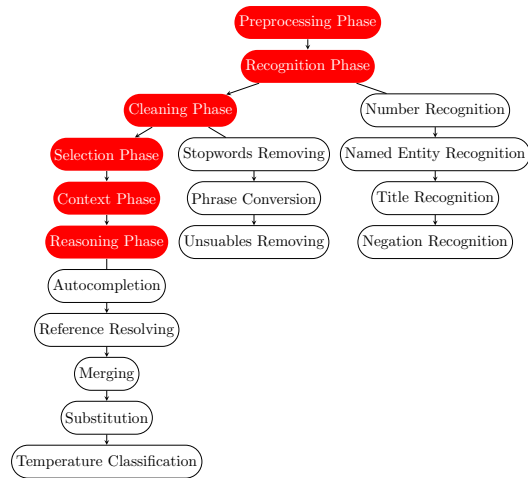 Preprocessing Phase
Recognition Phase
Cleaning Phase
Number Recognition
Selection Phase
Stopwords Removing
Named Entity Recognition
Context Phase
Phrase Conversion
Title Recognition
Reasoning Phase
Unsuables Removing
Negation Recognition
Autocompletion
Reference Resolving
Merging
Substitution
Temperature Classification